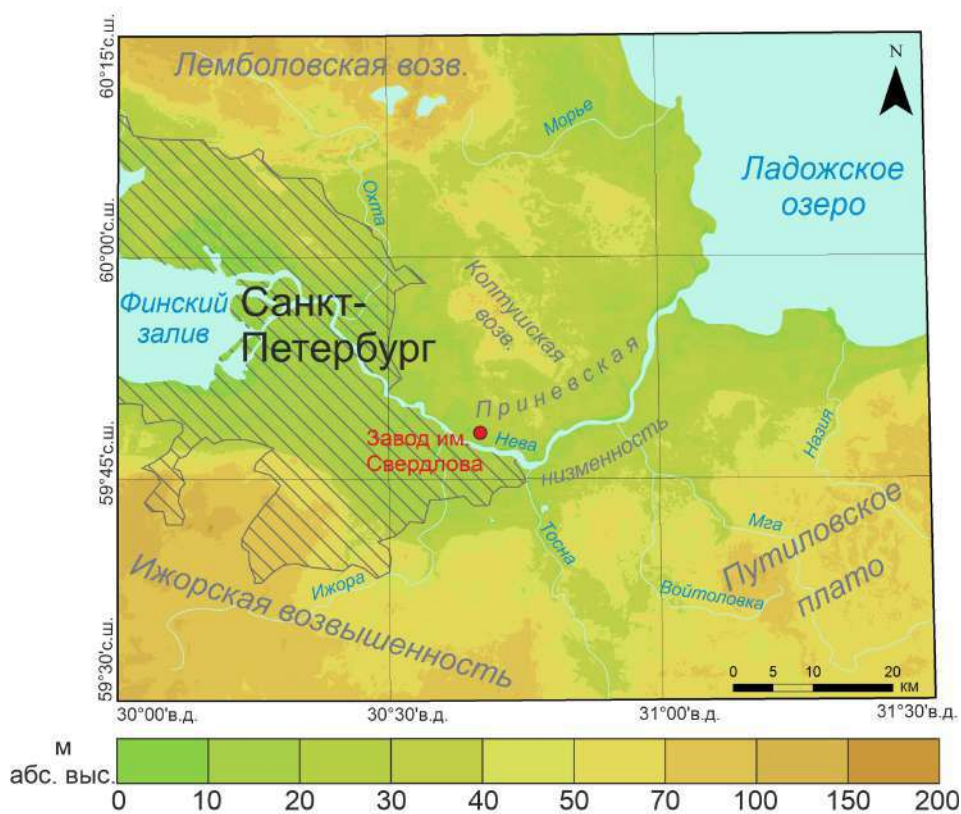 60°15'с.ш.
60°00'с.ш.
59°45'с.ш.
59°30'с.ш.
Лемболовская возв.
N
Морье
Ладожское
озеро
Охта
Финский
залив
Санкт-
Петербург
Колтушская
возв.
Приневская
низменность
Завод им.
Свердлова
Нева
Назия
Тосна
Мга
Путиловское
плато
Войтоловка
Ижора
Ижорская возвышенность
0 5 10 20
КМ
30°00'в.д. 30°30'в.д. 31°00'в.д. 31°30'в.д.
м
абс. выс.
0 10 20 30 40 50 70 100 150 200